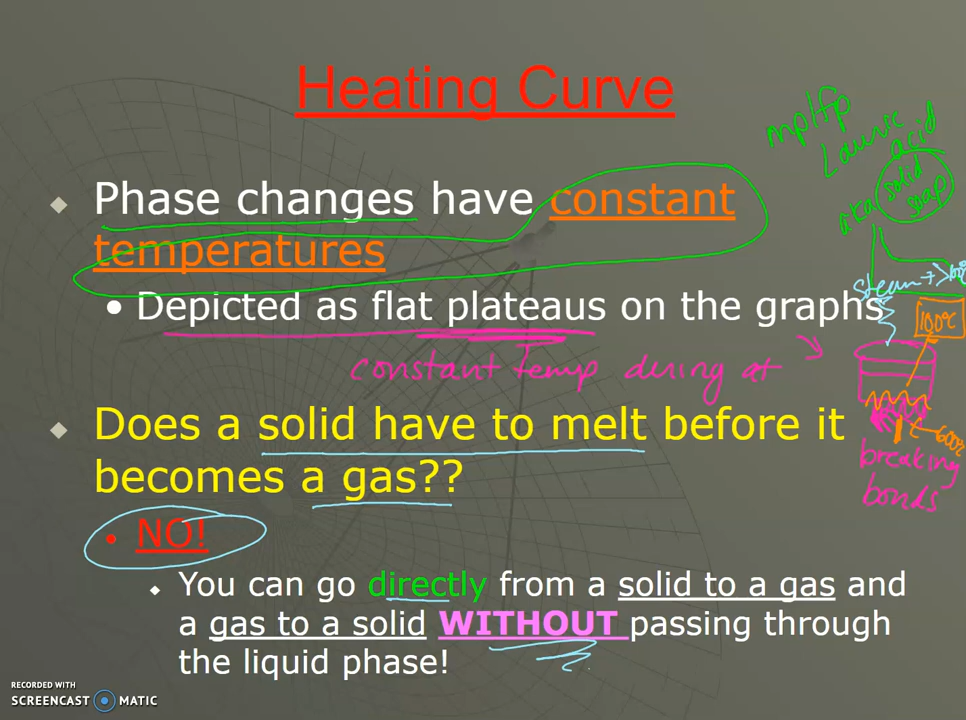 Heating Curve
mp/fp
Lauric
acid
aka
solid
soap
Phase changes have constant
temperatures
steam →
100°C
• Depicted as flat plateaus on the graphs
constant Temp during at
Does a solid have to melt before it
becomes a gas??
600°C
breaking
bonds
• NO!
You can go directly from a solid to a gas and
a gas to a solid WITHOUT passing through
the liquid phase!
RECORDED WITH
SCREENCAST MATIC